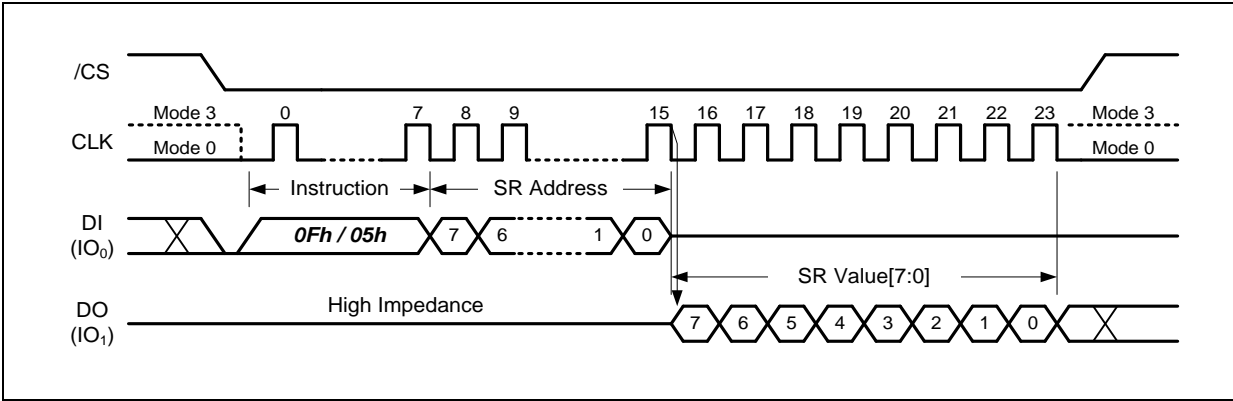 /CS
Mode 3 0 7 8 9 15 16 17 18 19 20 21 22 23 Mode 3
CLK
Mode 0 Mode 0
Instruction SR Address
DI
(IO₀)
0Fh / 05h 7 6 1 0
SR Value[7:0]
High Impedance
DO
(IO₁)
7 6 5 4 3 2 1 0